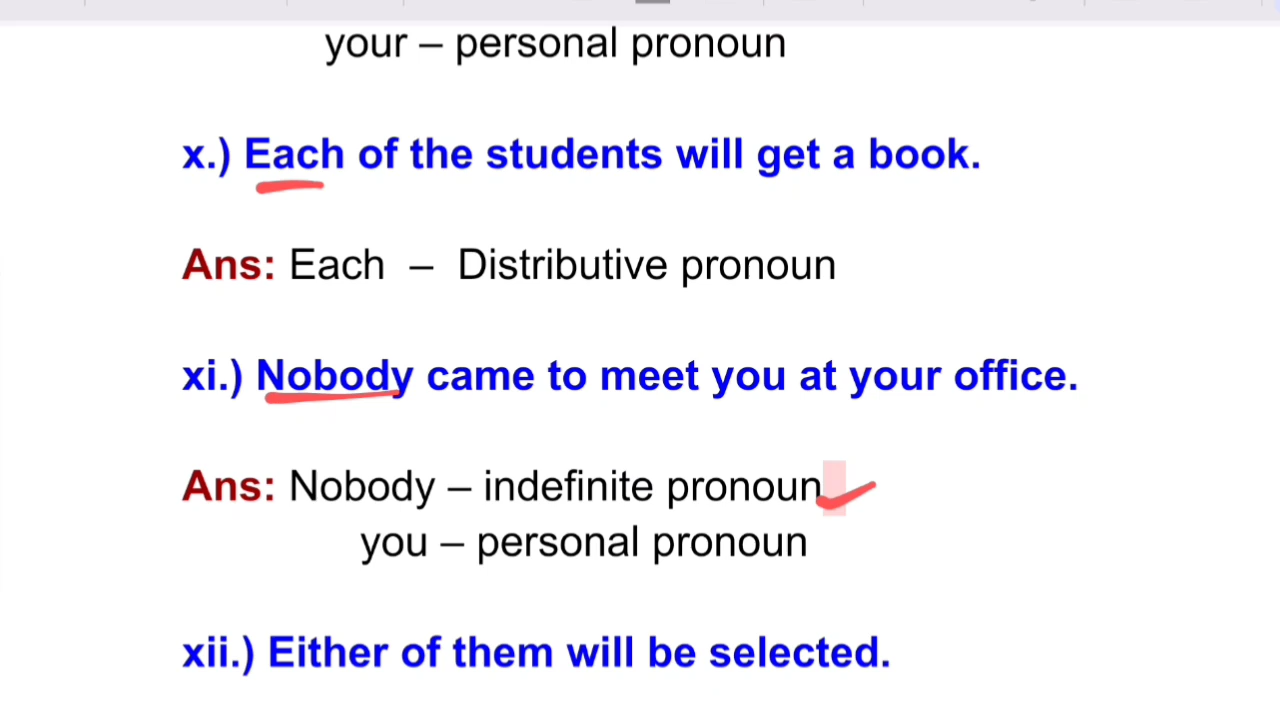 your – personal pronoun
x.) Each of the students will get a book.
Ans: Each – Distributive pronoun
xi.) Nobody came to meet you at your office.
Ans: Nobody – indefinite pronoun
you – personal pronoun
xii.) Either of them will be selected.